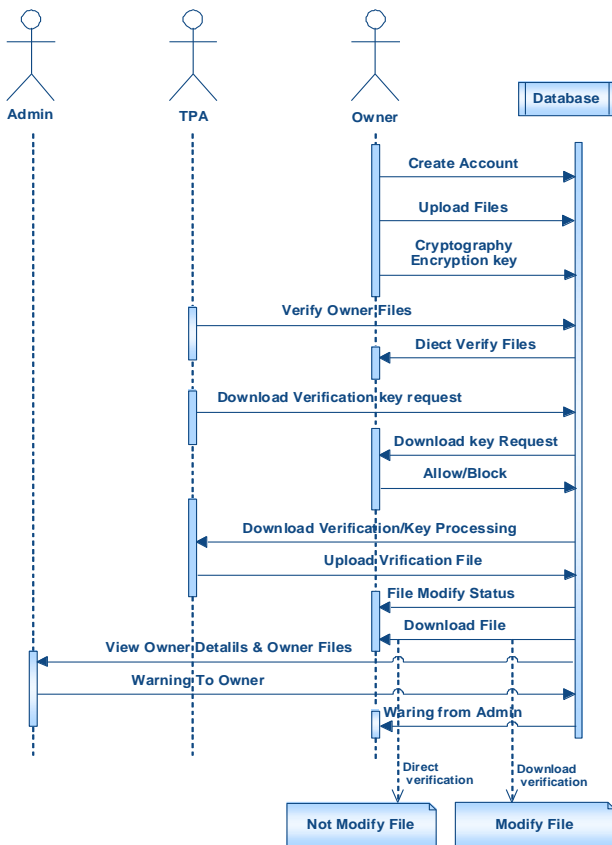 Admin
TPA
Owner
Database
Create Account
Upload Files
Cryptography
Encryption key
Verify Owner Files
Diect Verify Files
Download Verification key request
Download key Request
Allow/Block
Download Verification/Key Processing
Upload Vrification File
File Modify Status
Download File
View Owner Detalils & Owner Files
Warning To Owner
Waring from Admin
Direct
verification
Download
verification
Not Modify File
Modify File